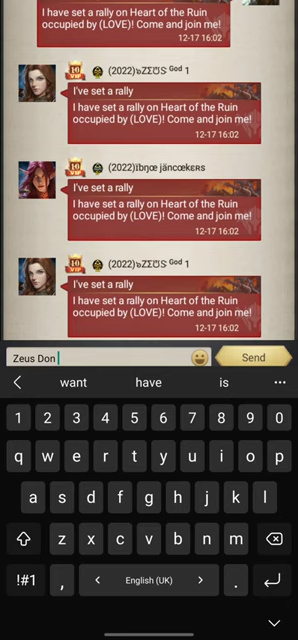 I have set a rally on Heart of the Ruin
occupied by (LOVE)! Come and join me!
12-17 16:02
10
VIP
(2022)ъZΣƱS ᴳᵒᵈ 1
I've set a rally
I have set a rally on Heart of the Ruin
occupied by (LOVE)! Come and join me!
12-17 16:02
10
VIP
(2022)ïbŋœ jäncœkᴇʀs
I've set a rally
I have set a rally on Heart of the Ruin
occupied by (LOVE)! Come and join me!
12-17 16:02
10
VIP
(2022)ъZΣƱS ᴳᵒᵈ 1
I've set a rally
I have set a rally on Heart of the Ruin
occupied by (LOVE)! Come and join me!
12-17 16:02
Zeus Don
Send
want have is
1 2 3 4 5 6 7 8 9 0
q w e r t y u i o p
a s d f g h j k l
z x c v b n m
!#1 , English (UK) .